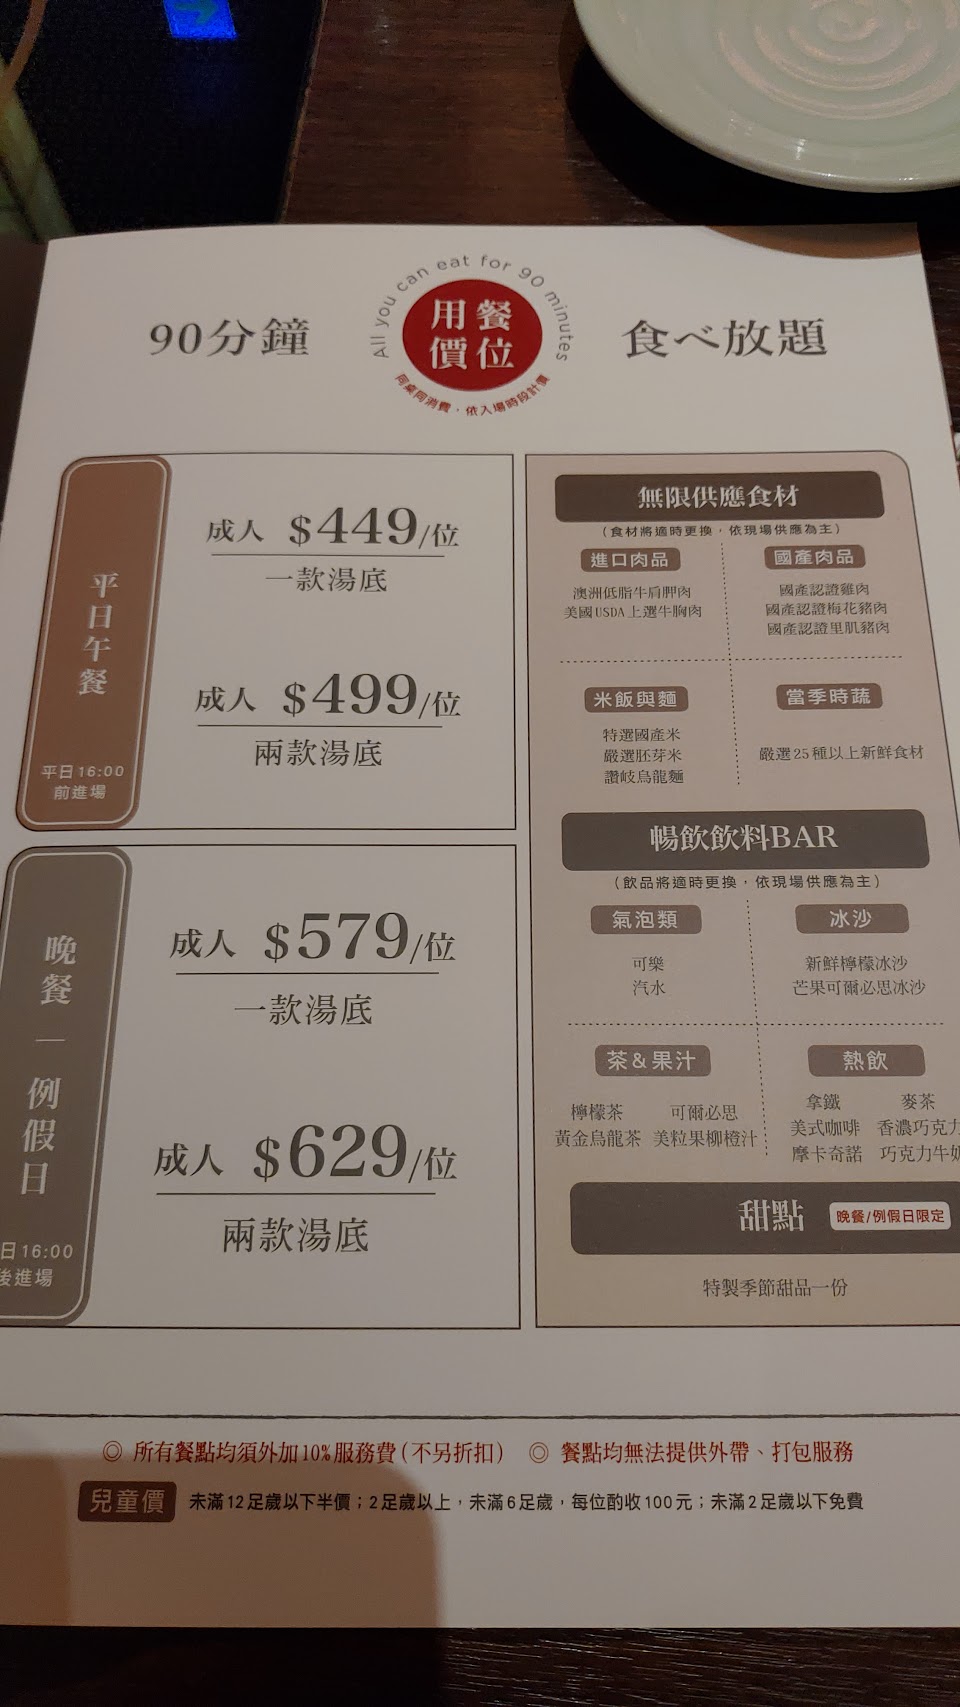 90分鐘
All you can eat for 90 minutes
用餐
價位
同桌同消費．依入場時段計價
食べ放題
平日午餐
平日16:00
前進場
成人 $449/位
一款湯底
成人 $499/位
兩款湯底
晚餐｜例假日
日16:00
後進場
成人 $579/位
一款湯底
成人 $629/位
兩款湯底
無限供應食材
(食材將適時更換，依現場供應為主)
進口肉品
澳洲低脂牛肩胛肉
美國USDA上選牛胸肉
國產肉品
國產認證雞肉
國產認證梅花豬肉
國產認證里肌豬肉
米飯與麵
特選國產米
嚴選胚芽米
讚岐烏龍麵
當季時蔬
嚴選25種以上新鮮食材
暢飲飲料BAR
(飲品將適時更換，依現場供應為主)
氣泡類
可樂
汽水
冰沙
新鮮檸檬冰沙
芒果可爾必思冰沙
茶&果汁
檸檬茶 可爾必思
黃金烏龍茶 美粒果柳橙汁
熱飲
拿鐵 麥茶
美式咖啡 香濃巧克力
摩卡奇諾 巧克力牛奶
甜點 晚餐/例假日限定
特製季節甜品一份
◎ 所有餐點均須外加10%服務費(不另折扣) ◎ 餐點均無法提供外帶、打包服務
兒童價 未滿12足歲以下半價；2足歲以上，未滿6足歲，每位酌收100元；未滿2足歲以下免費